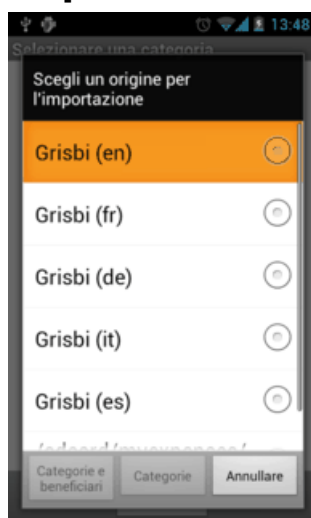 13:48
Selezionare una categoria
Scegli un origine per
l'importazione
Grisbi (en)
Grisbi (fr)
Grisbi (de)
Grisbi (it)
Grisbi (es)
Categorie e
beneficiari
Categorie
Annullare